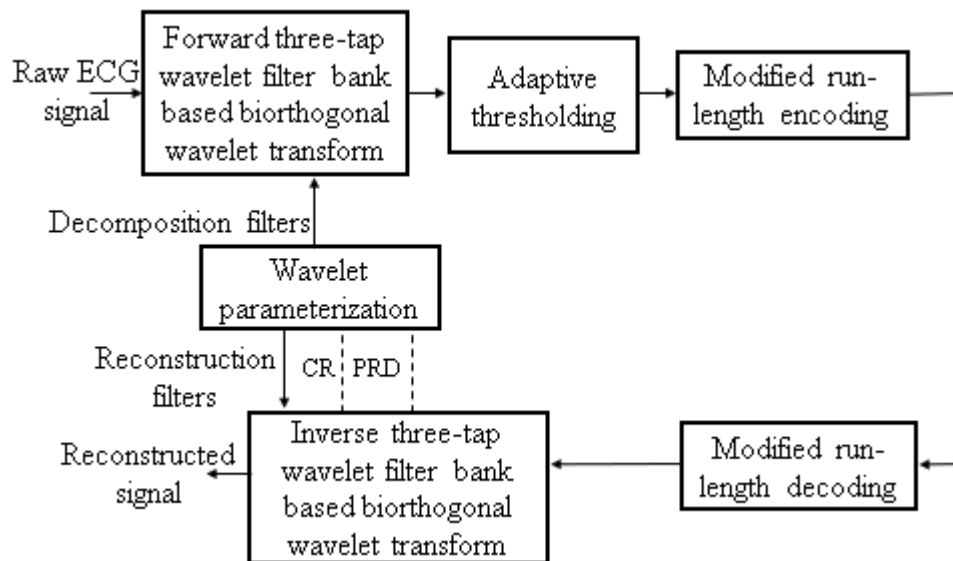 Raw ECG
signal
Forward three-tap
wavelet filter bank
based biorthogonal
wavelet transform
Adaptive
thresholding
Modified run-
length encoding
Decomposition filters
Wavelet
parameterization
Reconstruction
filters
CR
PRD
Inverse three-tap
wavelet filter bank
based biorthogonal
wavelet transform
Modified run-
length decoding
Reconstructed
signal